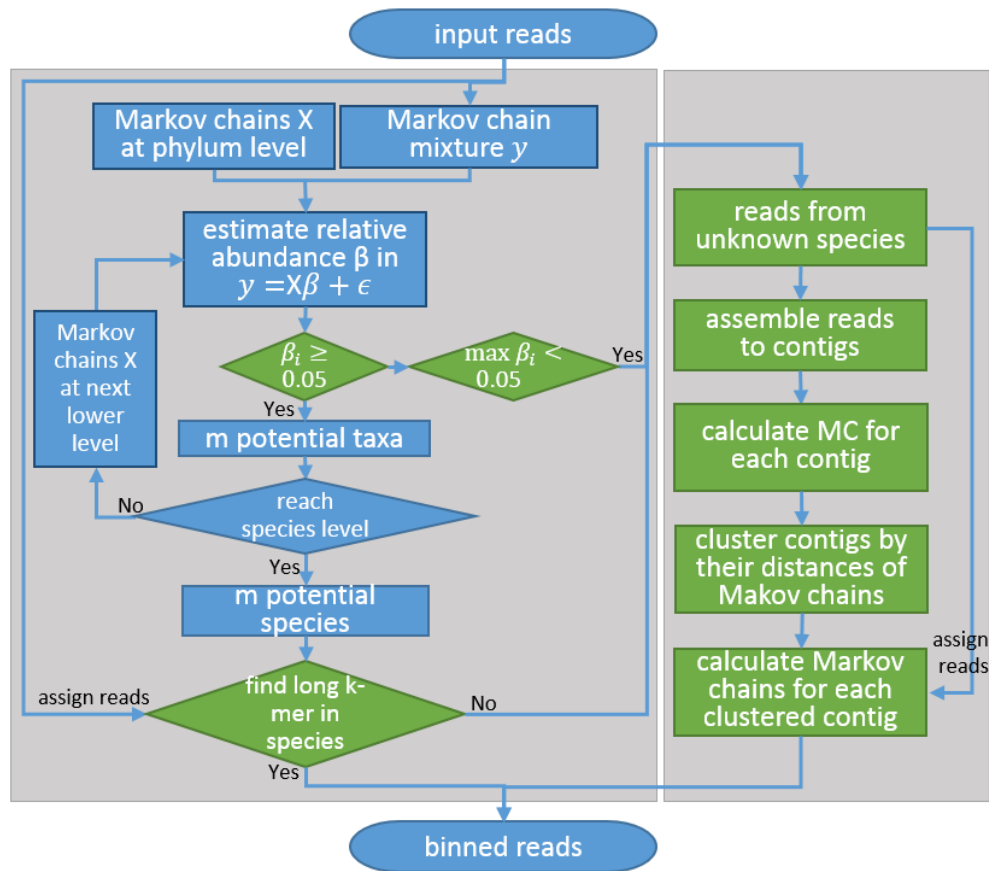 input reads
Markov chains X
at phylum level
Markov chain
mixture y
estimate relative
abundance β in
y =Xβ + ϵ
Markov
chains X
at next
lower
level
β_i ≥
0.05
max β_i <
0.05
Yes
Yes
m potential taxa
reach
species level
No
Yes
m potential
species
find long k-
mer in
species
assign reads
No
Yes
reads from
unknown species
assemble reads
to contigs
calculate MC for
each contig
cluster contigs by
their distances of
Makov chains
assign
reads
calculate Markov
chains for each
clustered contig
binned reads